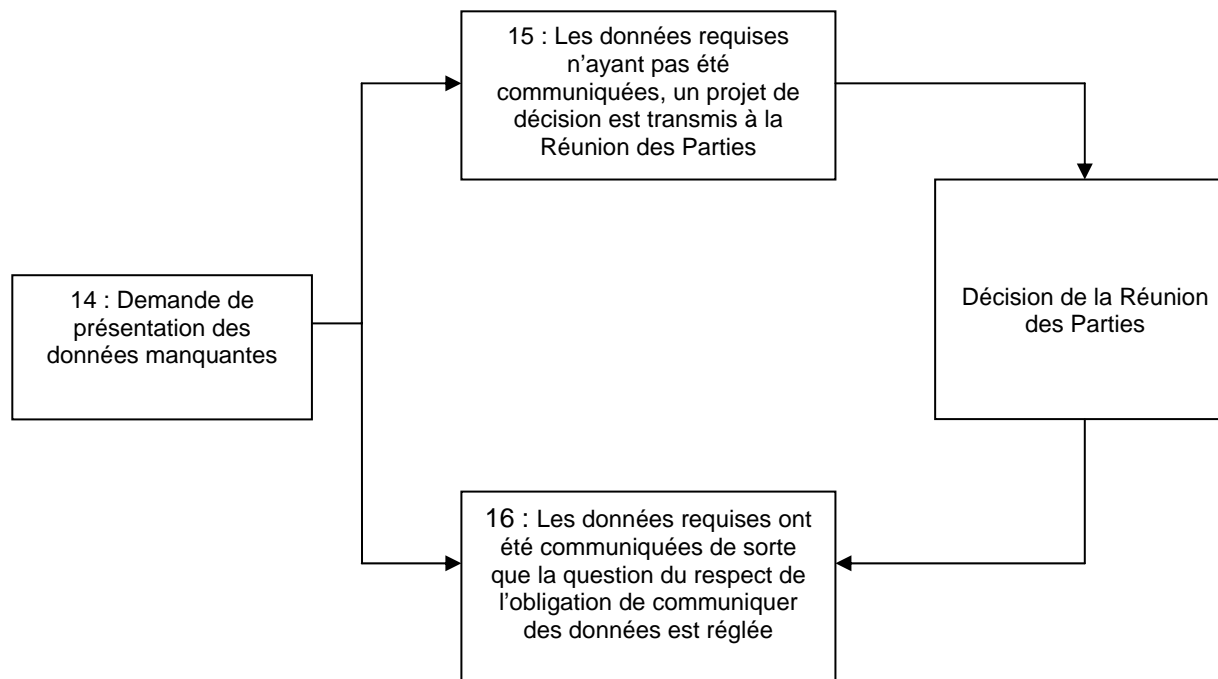 15 : Les données requises
n'ayant pas été
communiquées, un projet de
décision est transmis à la
Réunion des Parties
14 : Demande de
présentation des
données manquantes
Décision de la Réunion
des Parties
16 : Les données requises ont
été communiquées de sorte
que la question du respect de
l'obligation de communiquer
des données est réglée